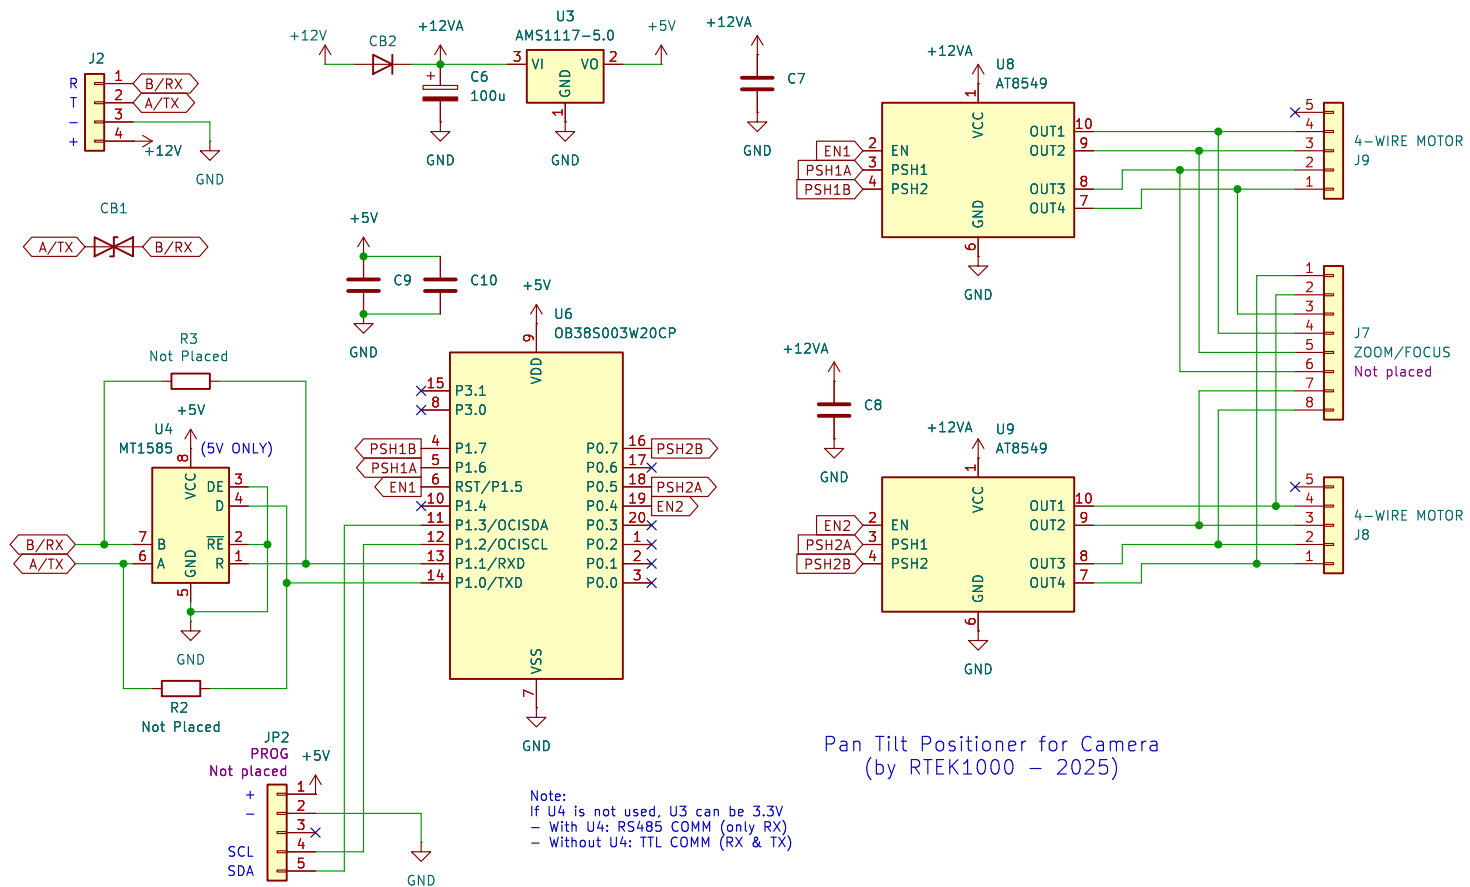 J2
R 1 B/RX
T 2 A/TX
- 3
+ 4 +12V
GND
+12V
CB2
+12VA
C6
100u
GND
U3
AMS1117-5.0
3 VI VO 2
GND
1
GND
+5V
+12VA
C7
GND
+12VA
U8
AT8549
1
VCC
EN1 2 EN
PSH1A 3 PSH1
PSH1B 4 PSH2
OUT1 10
OUT2 9
OUT3 8
OUT4 7
GND
6
GND
5
4
3
2
1
4-WIRE MOTOR
J9
CB1
A/TX B/RX
+5V
C9 C10
GND
+5V
U6
OB38S003W20CP
9
VDD
15 P3.1
8 P3.0
PSH1B 4 P1.7
PSH1A 5 P1.6
EN1 6 RST/P1.5
10 P1.4
11 P1.3/OCISDA
12 P1.2/OCISCL
13 P1.1/RXD
14 P1.0/TXD
P0.7 16 PSH2B
P0.6 17
P0.5 18 PSH2A
P0.4 19 EN2
P0.3 20
P0.2 1
P0.1 2
P0.0 3
VSS
7
GND
1
2
3
4
5
6
7
8
J7
ZOOM/FOCUS
Not placed
+12VA
C8
GND
+12VA
U9
AT8549
1
VCC
EN2 2 EN
PSH2A 3 PSH1
PSH2B 4 PSH2
OUT1 10
OUT2 9
OUT3 8
OUT4 7
GND
6
GND
5
4
3
2
1
4-WIRE MOTOR
J8
R3
Not Placed
+5V
U4
MT1585
(5V ONLY)
8
VCC
DE 3
D 4
B/RX 7 B
A/TX 6 A
RE 2
R 1
GND
5
GND
R2
Not Placed
JP2
PROG
Not placed
+5V
+ 1
- 2
3
SCL 4
SDA 5
GND
Pan Tilt Positioner for Camera
(by RTEK1000 - 2025)
Note:
If U4 is not used, U3 can be 3.3V
- With U4: RS485 COMM (only RX)
- Without U4: TTL COMM (RX & TX)